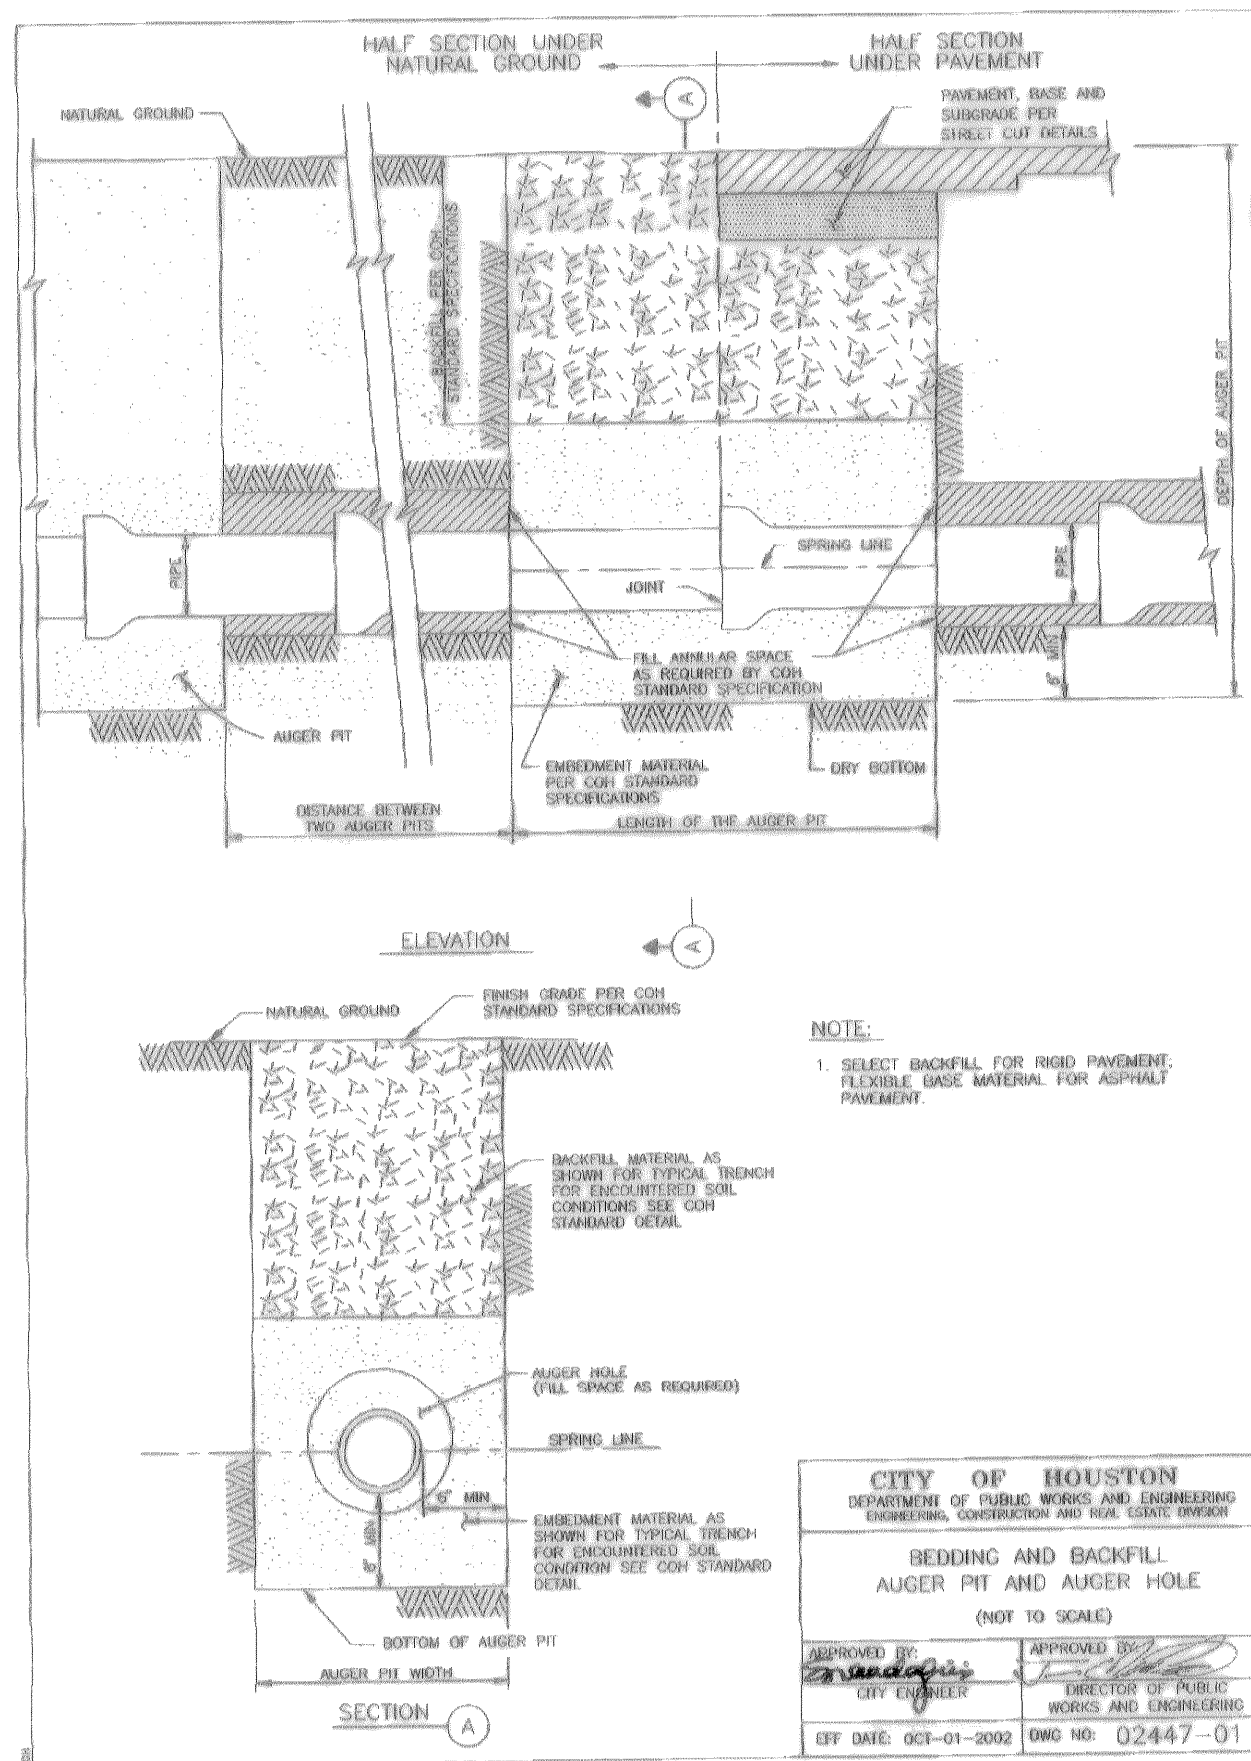 HALF SECTION UNDER
NATURAL GROUND
HALF SECTION
UNDER PAVEMENT
A
NATURAL GROUND
PAVEMENT, BASE AND
SUBGRADE PER
STREET CUT DETAILS
BACKFILL PER COH
STANDARD SPECIFICATIONS
DEPTH OF AUGER PIT
PIPE
SPRING LINE
JOINT
PIPE
FILL ANNULAR SPACE
AS REQUIRED BY COH
STANDARD SPECIFICATION
6" MIN
AUGER PIT
EMBEDMENT MATERIAL
PER COH STANDARD
SPECIFICATIONS
DRY BOTTOM
DISTANCE BETWEEN
TWO AUGER PITS
LENGTH OF THE AUGER PIT
ELEVATION
A
NATURAL GROUND
FINISH GRADE PER COH
STANDARD SPECIFICATIONS
NOTE:
1. SELECT BACKFILL FOR RIGID PAVEMENT;
FLEXIBLE BASE MATERIAL FOR ASPHALT
PAVEMENT.
BACKFILL MATERIAL AS
SHOWN FOR TYPICAL TRENCH
FOR ENCOUNTERED SOIL
CONDITIONS SEE COH
STANDARD DETAIL
AUGER HOLE
(FILL SPACE AS REQUIRED)
SPRING LINE
6" MIN
6" MIN
EMBEDMENT MATERIAL AS
SHOWN FOR TYPICAL TRENCH
FOR ENCOUNTERED SOIL
CONDITION SEE COH STANDARD
DETAIL
BOTTOM OF AUGER PIT
AUGER PIT WIDTH
SECTION A
CITY OF HOUSTON
DEPARTMENT OF PUBLIC WORKS AND ENGINEERING
ENGINEERING, CONSTRUCTION AND REAL ESTATE DIVISION
BEDDING AND BACKFILL
AUGER PIT AND AUGER HOLE
(NOT TO SCALE)
APPROVED BY:
CITY ENGINEER
APPROVED BY:
DIRECTOR OF PUBLIC
WORKS AND ENGINEERING
EFF DATE: OCT-01-2002
DWG NO: 02447-01